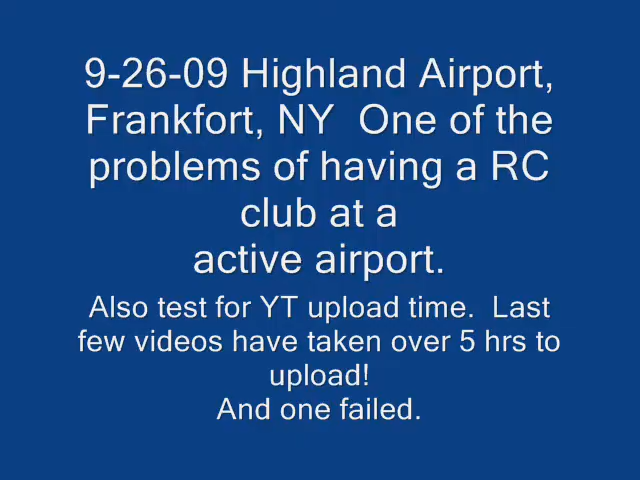 9-26-09 Highland Airport,
Frankfort, NY  One of the
problems of having a RC
club at a
active airport.
Also test for YT upload time.  Last
few videos have taken over 5 hrs to
upload!
And one failed.